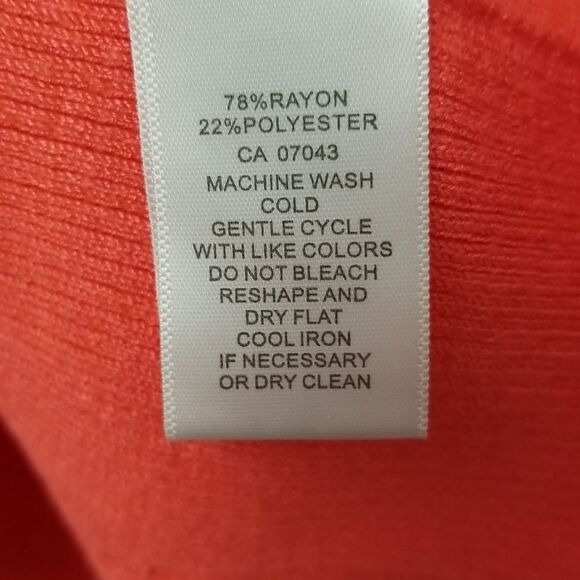 78%RAYON
22%POLYESTER
CA 07043
MACHINE WASH
COLD
GENTLE CYCLE
WITH LIKE COLORS
DO NOT BLEACH
RESHAPE AND
DRY FLAT
COOL IRON
IF NECESSARY
OR DRY CLEAN